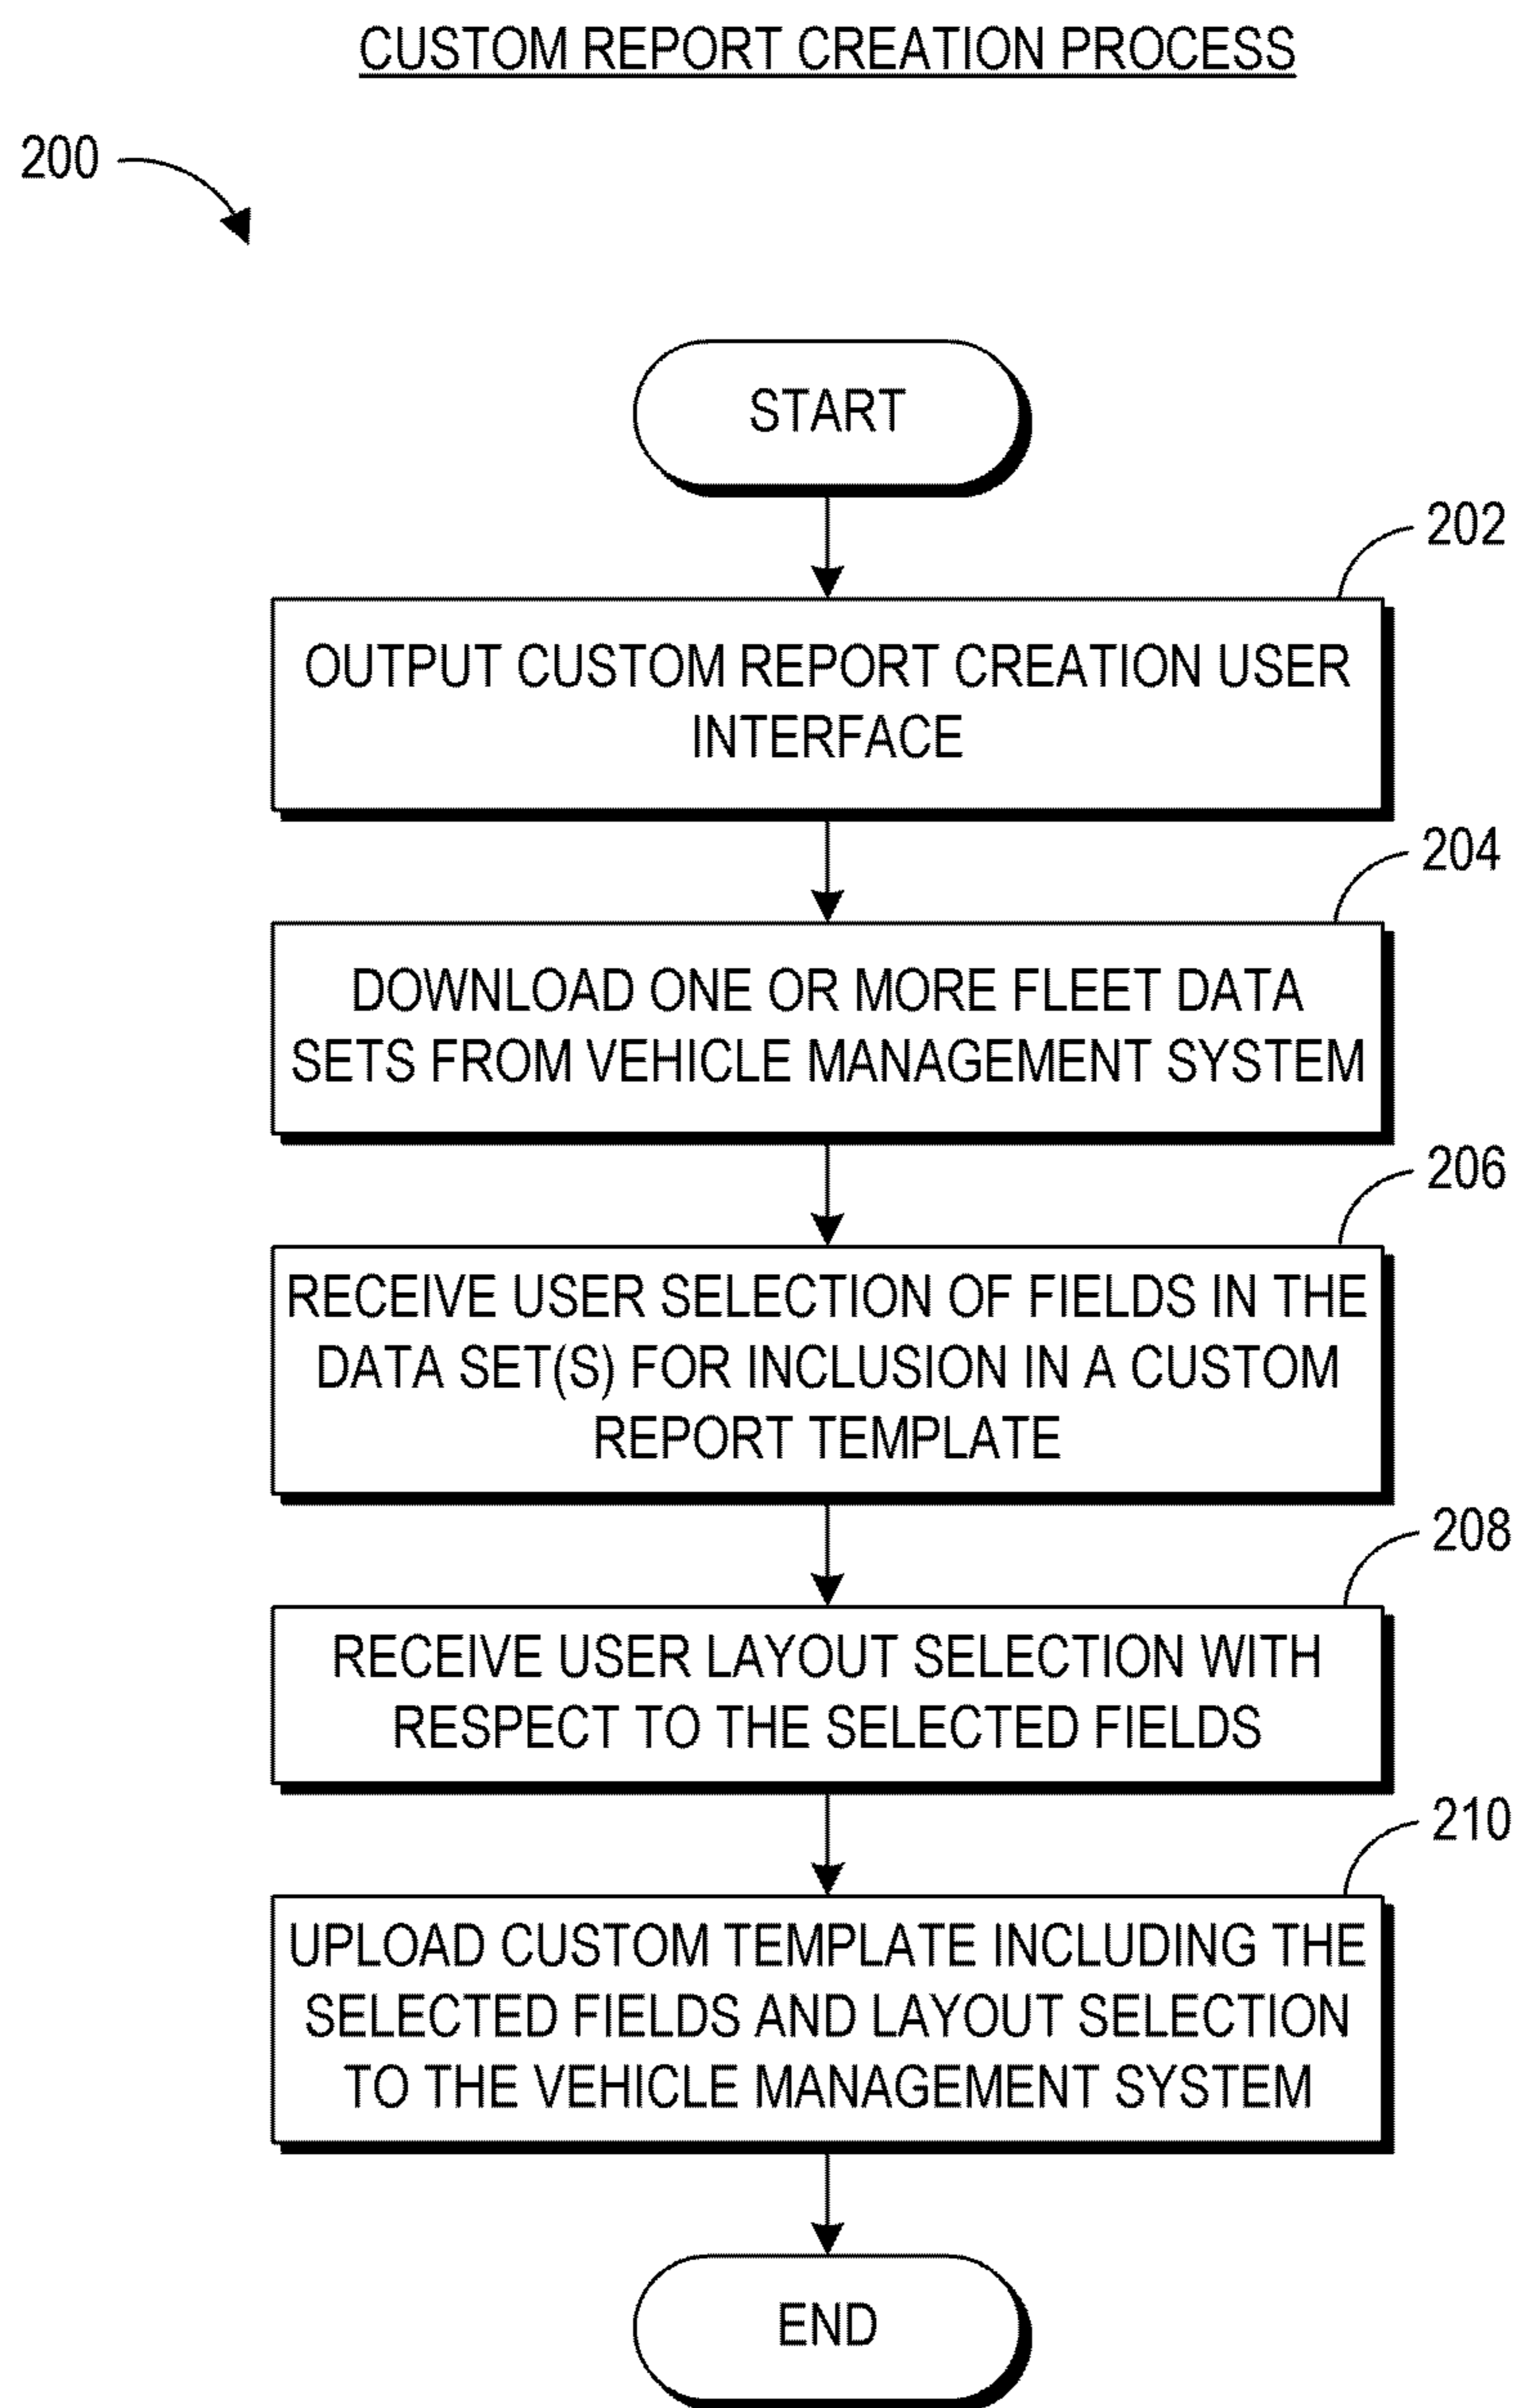 CUSTOM REPORT CREATION PROCESS
200
START
202
OUTPUT CUSTOM REPORT CREATION USER
INTERFACE
204
DOWNLOAD ONE OR MORE FLEET DATA
SETS FROM VEHICLE MANAGEMENT SYSTEM
206
RECEIVE USER SELECTION OF FIELDS IN THE
DATA SET(S) FOR INCLUSION IN A CUSTOM
REPORT TEMPLATE
208
RECEIVE USER LAYOUT SELECTION WITH
RESPECT TO THE SELECTED FIELDS
210
UPLOAD CUSTOM TEMPLATE INCLUDING THE
SELECTED FIELDS AND LAYOUT SELECTION
TO THE VEHICLE MANAGEMENT SYSTEM
END